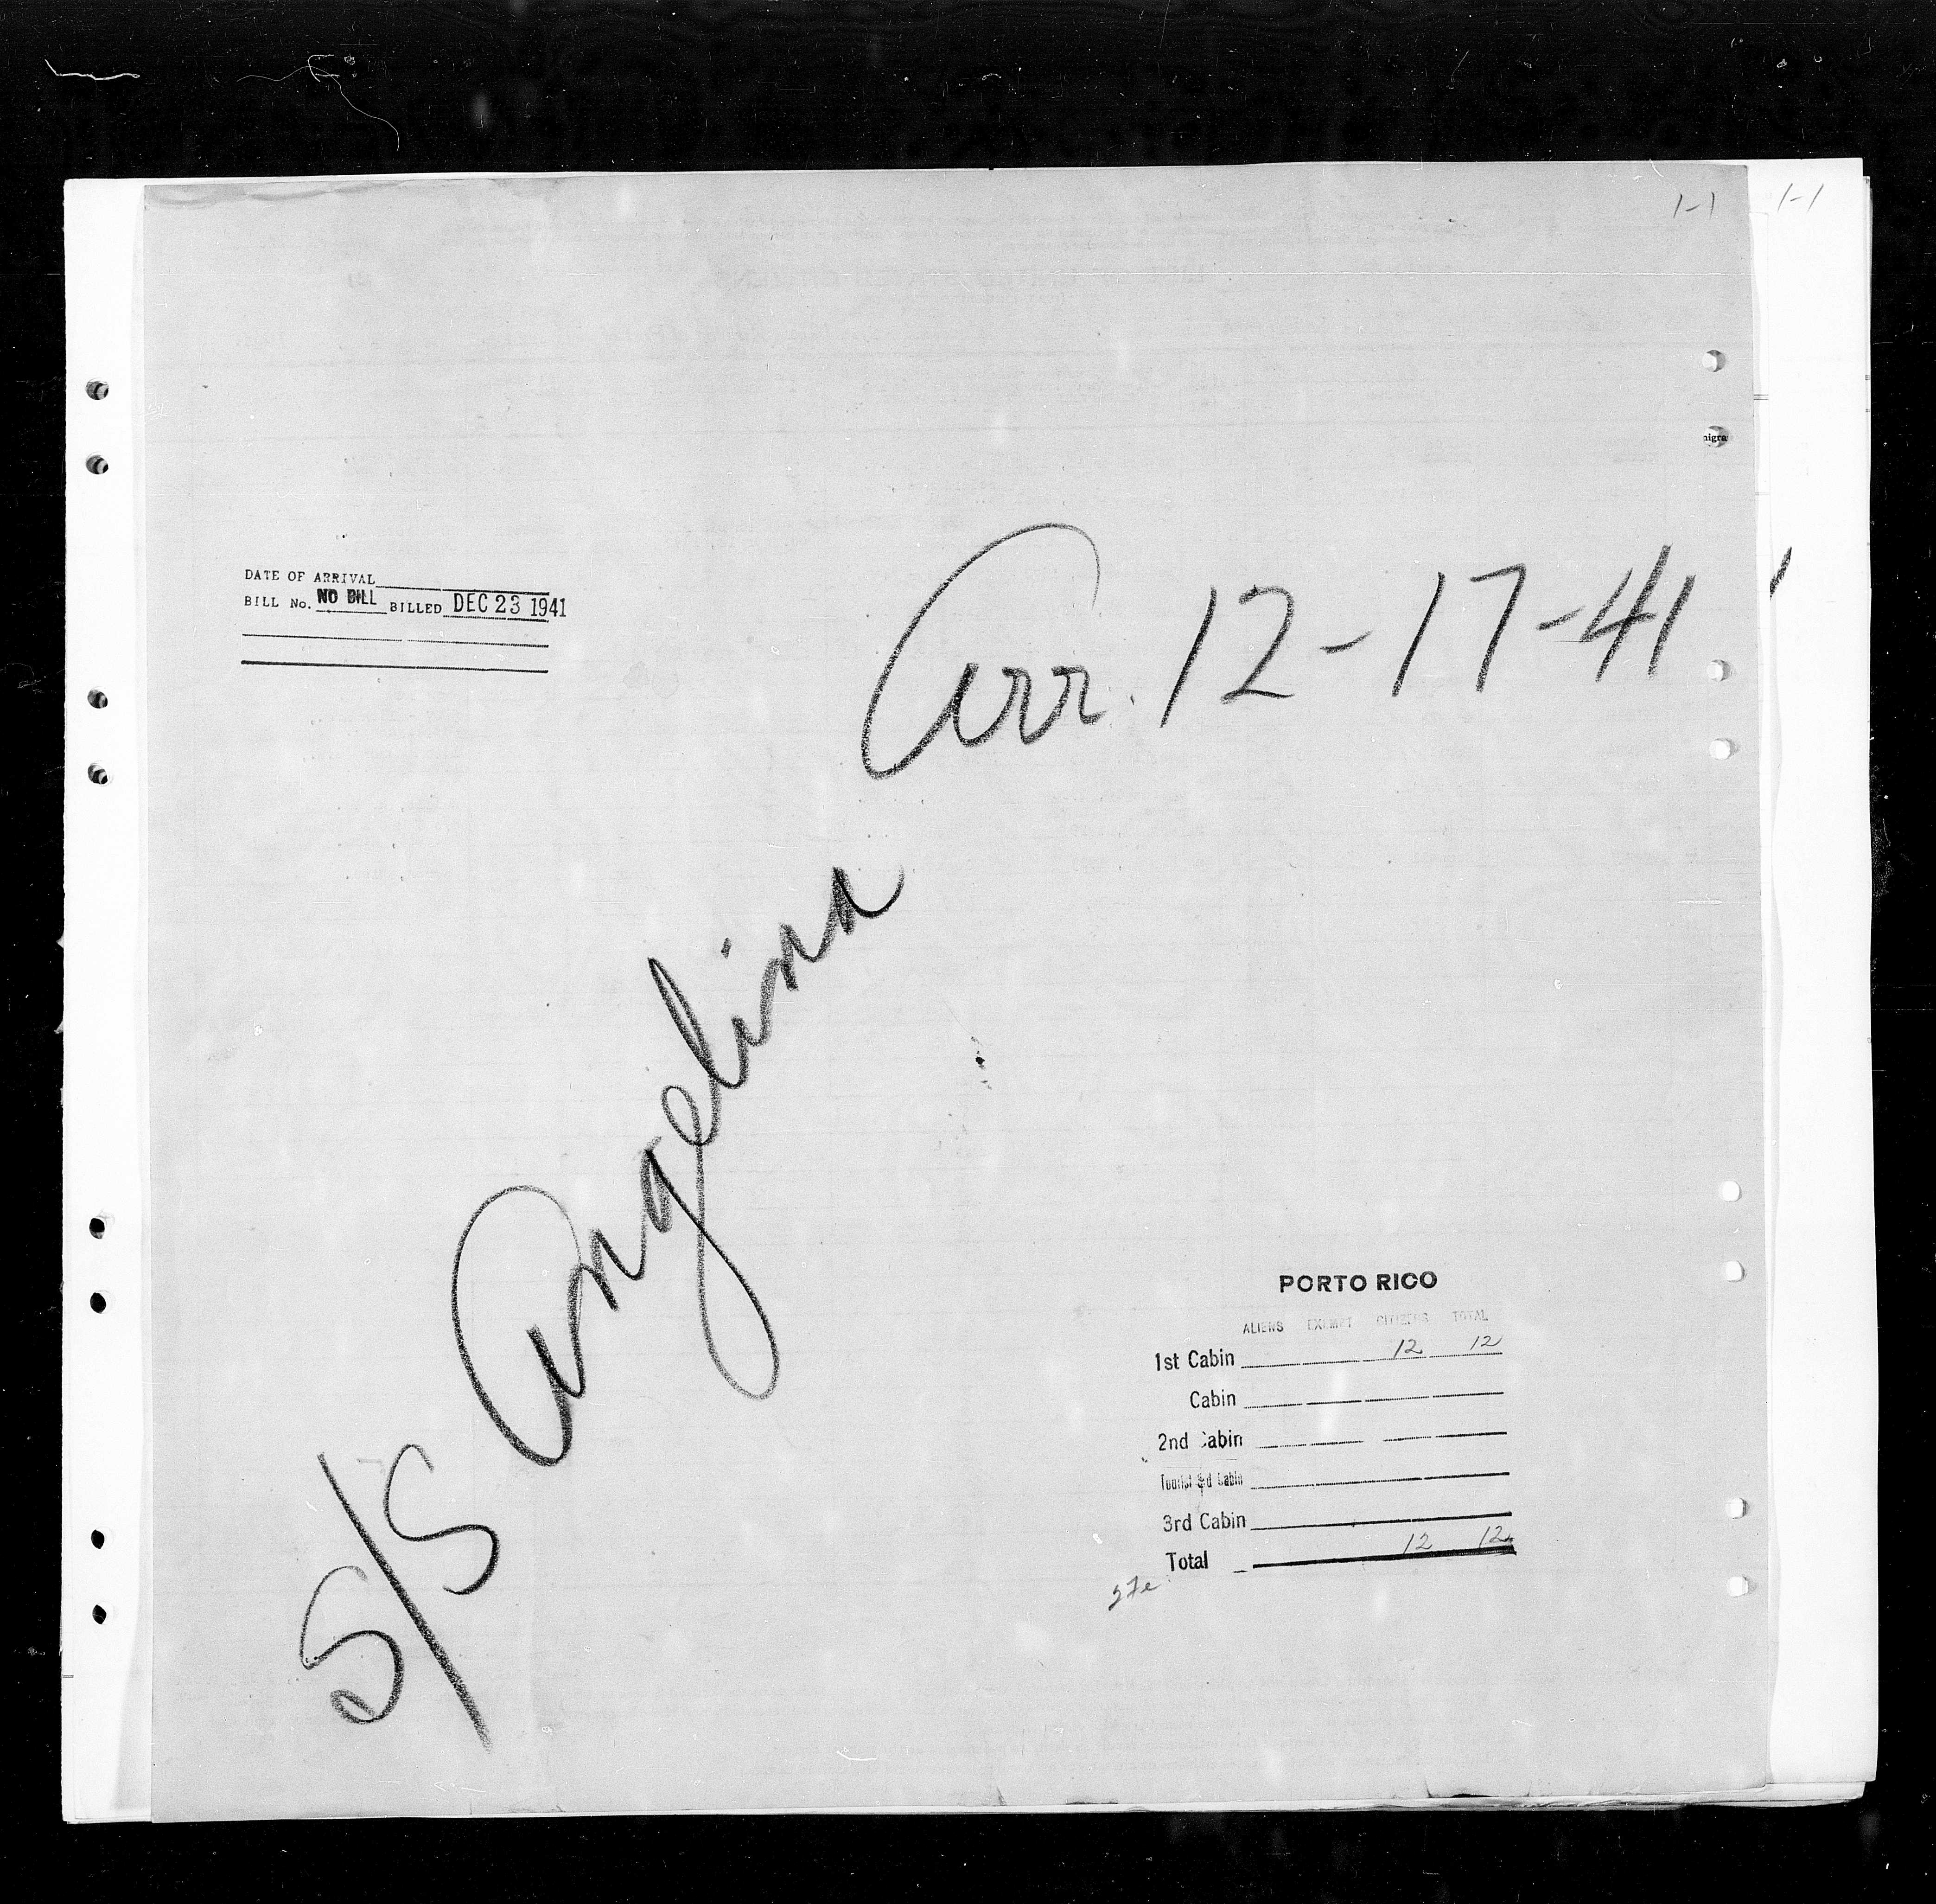 1-1 1-1
nigra
DATE OF ARRIVAL
BILL No. NO BILL BILLED DEC 23 1941
Arr. 12-17-41
S/S Angelina
PORTO RICO
ALIENS EXEMPT CITIZENS TOTAL
1st Cabin 12 12
Cabin
2nd Cabin
Tourist 3rd Cabin
3rd Cabin
Total 12 12